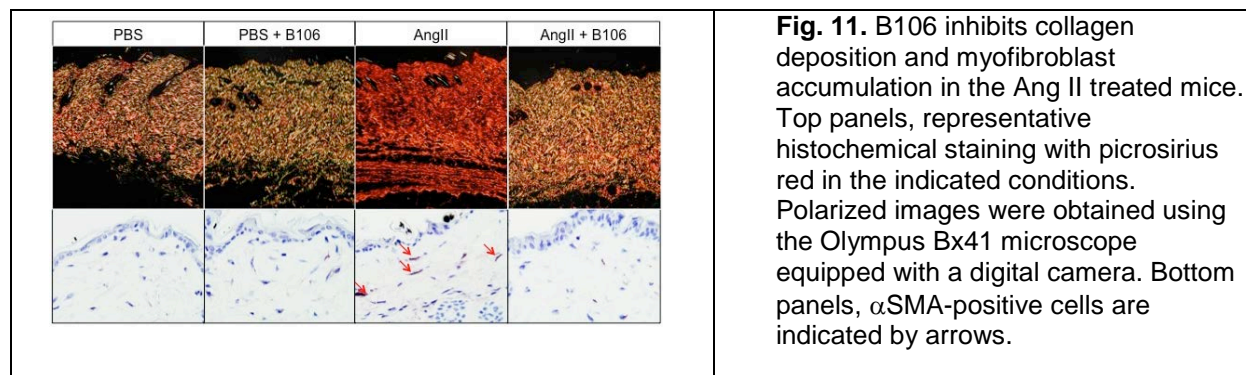 PBS
PBS + B106
AngII
AngII + B106
Fig. 11. B106 inhibits collagen
deposition and myofibroblast
accumulation in the Ang II treated mice.
Top panels, representative
histochemical staining with picrosirius
red in the indicated conditions.
Polarized images were obtained using
the Olympus Bx41 microscope
equipped with a digital camera. Bottom
panels, αSMA-positive cells are
indicated by arrows.